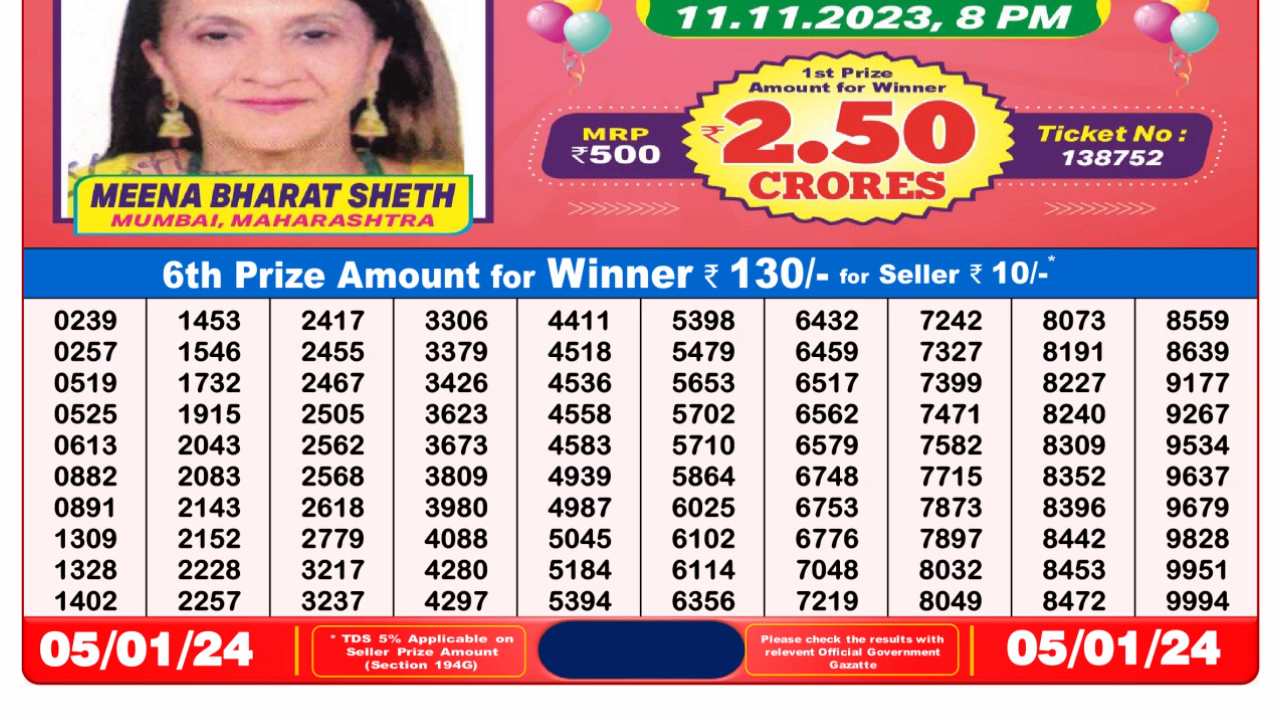 11.11.2023, 8 PM
1st Prize
Amount for Winner
₹2.50
CRORES
MRP
₹500
Ticket No :
138752
MEENA BHARAT SHETH
MUMBAI, MAHARASHTRA
6th Prize Amount for Winner ₹ 130/- for Seller ₹ 10/-*
0239 1453 2417 3306 4411 5398 6432 7242 8073 8559
0257 1546 2455 3379 4518 5479 6459 7327 8191 8639
0519 1732 2467 3426 4536 5653 6517 7399 8227 9177
0525 1915 2505 3623 4558 5702 6562 7471 8240 9267
0613 2043 2562 3673 4583 5710 6579 7582 8309 9534
0882 2083 2568 3809 4939 5864 6748 7715 8352 9637
0891 2143 2618 3980 4987 6025 6753 7873 8396 9679
1309 2152 2779 4088 5045 6102 6776 7897 8442 9828
1328 2228 3217 4280 5184 6114 7048 8032 8453 9951
1402 2257 3237 4297 5394 6356 7219 8049 8472 9994
05/01/24
* TDS 5% Applicable on
Seller Prize Amount
(Section 194G)
Please check the results with
relevent Official Government
Gazatte
05/01/24